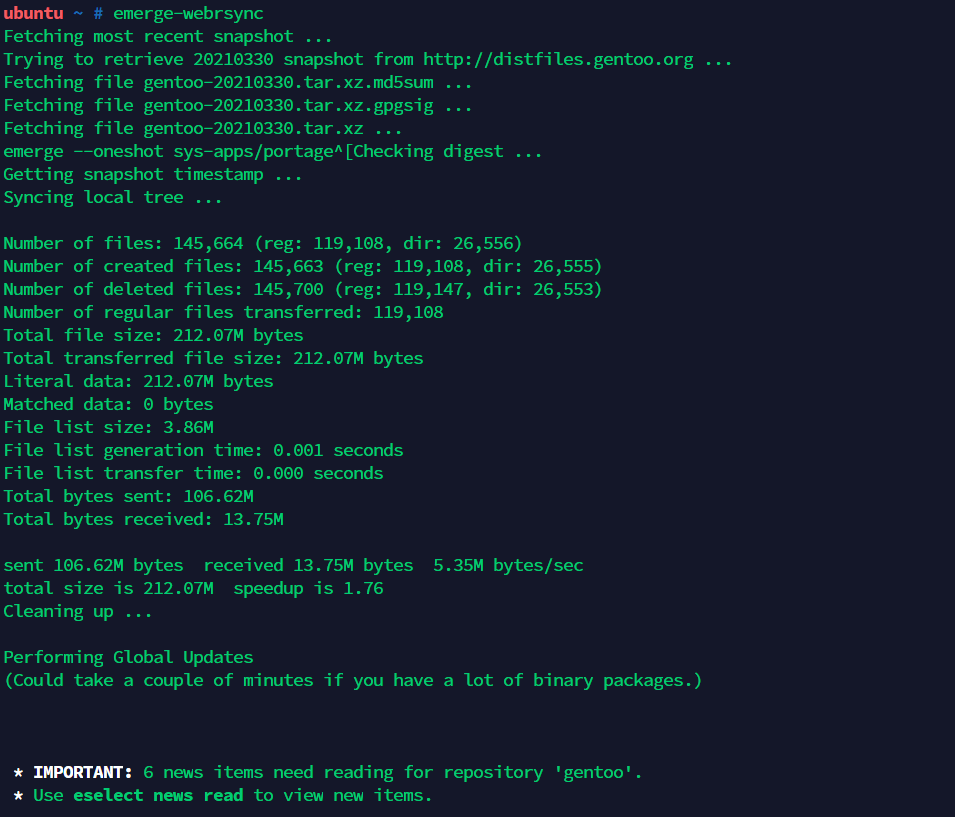 ubuntu ~ # emerge-webrsync
Fetching most recent snapshot ...
Trying to retrieve 20210330 snapshot from http://distfiles.gentoo.org ...
Fetching file gentoo-20210330.tar.xz.md5sum ...
Fetching file gentoo-20210330.tar.xz.gpgsig ...
Fetching file gentoo-20210330.tar.xz ...
emerge --oneshot sys-apps/portage^[Checking digest ...
Getting snapshot timestamp ...
Syncing local tree ...

Number of files: 145,664 (reg: 119,108, dir: 26,556)
Number of created files: 145,663 (reg: 119,108, dir: 26,555)
Number of deleted files: 145,700 (reg: 119,147, dir: 26,553)
Number of regular files transferred: 119,108
Total file size: 212.07M bytes
Total transferred file size: 212.07M bytes
Literal data: 212.07M bytes
Matched data: 0 bytes
File list size: 3.86M
File list generation time: 0.001 seconds
File list transfer time: 0.000 seconds
Total bytes sent: 106.62M
Total bytes received: 13.75M

sent 106.62M bytes  received 13.75M bytes  5.35M bytes/sec
total size is 212.07M  speedup is 1.76
Cleaning up ...

Performing Global Updates
(Could take a couple of minutes if you have a lot of binary packages.)

 * IMPORTANT: 6 news items need reading for repository 'gentoo'.
 * Use eselect news read to view new items.